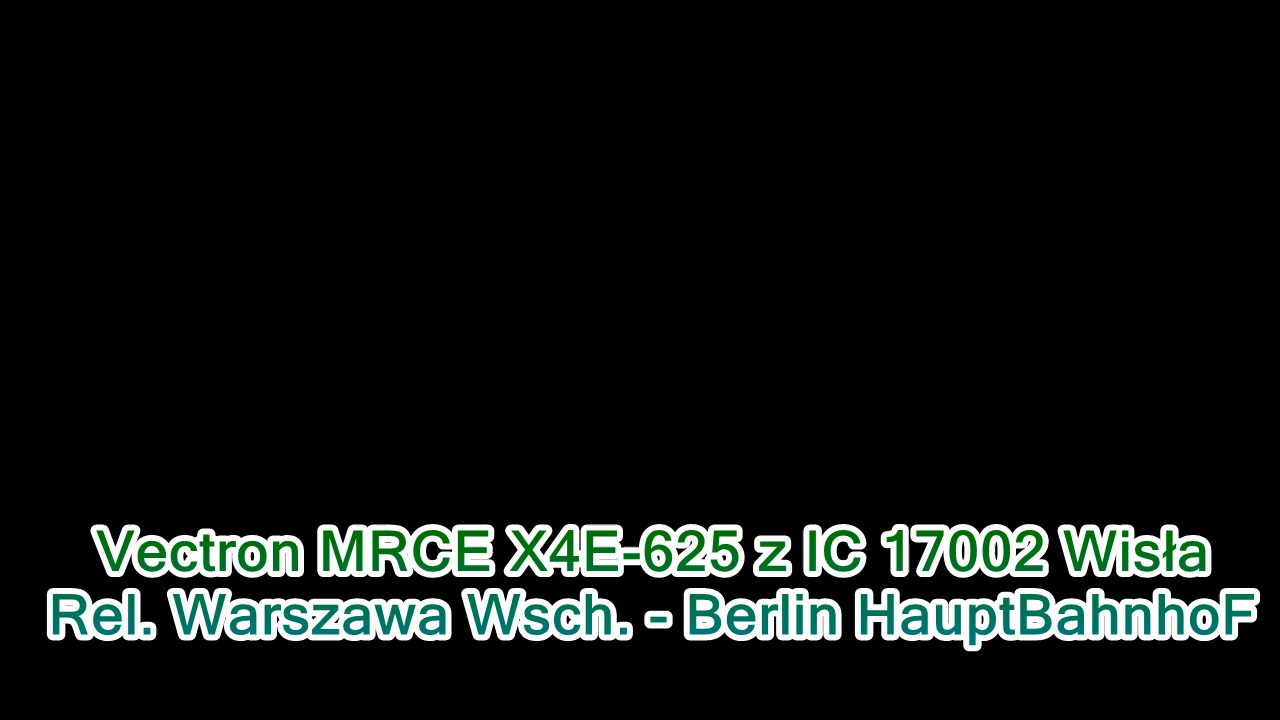 Vectron MRCE X4E-625 z IC 17002 Wisła
Rel. Warszawa Wsch. - Berlin HauptBahnhoF